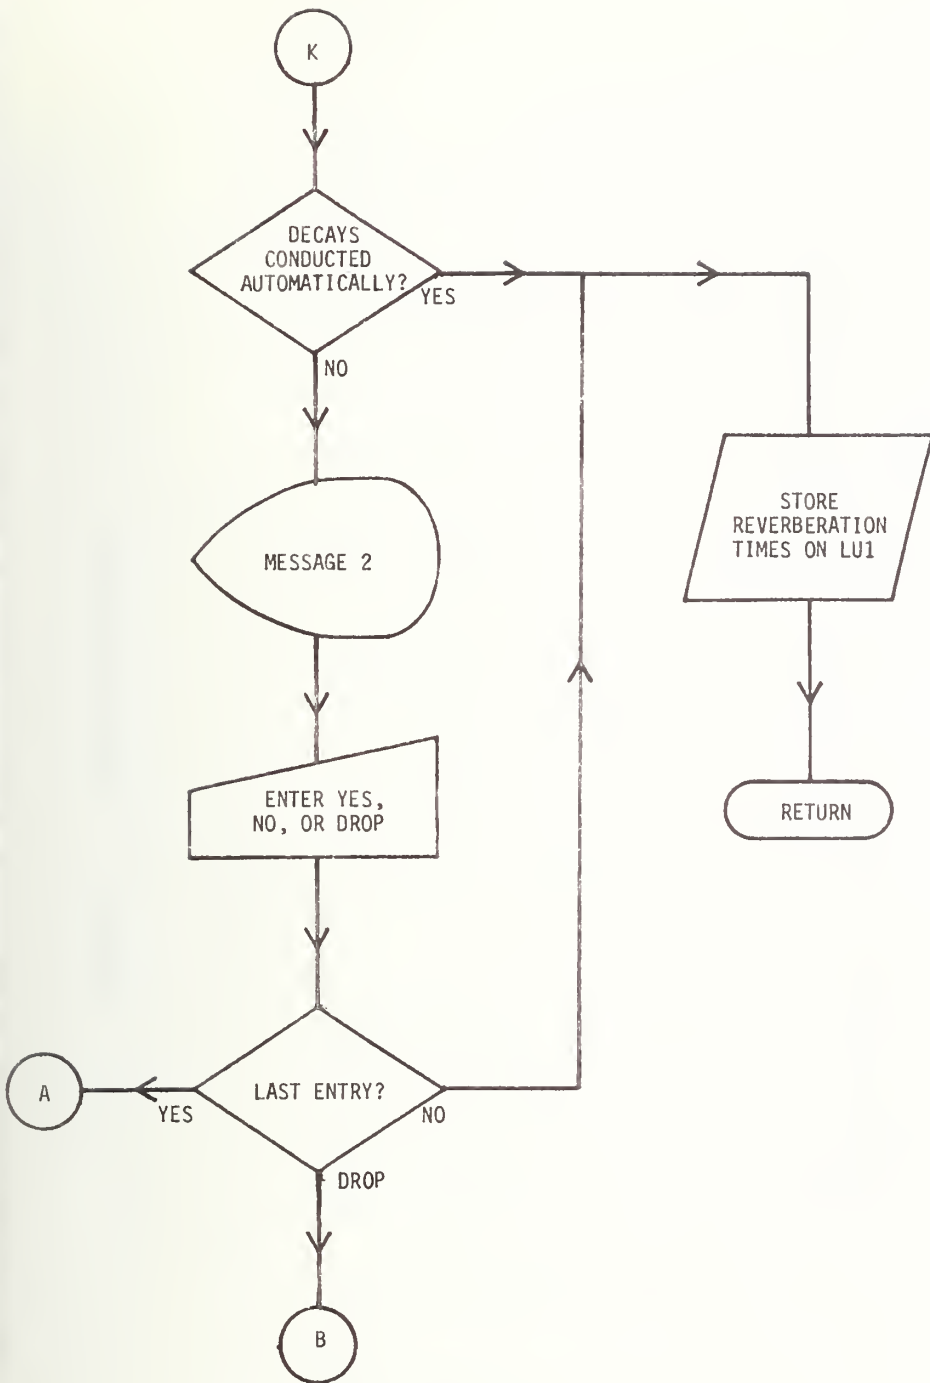 K
DECAYS
CONDUCTED
AUTOMATICALLY?
YES
NO
MESSAGE 2
STORE
REVERBERATION
TIMES ON LU1
ENTER YES,
NO, OR DROP
RETURN
A
YES
LAST ENTRY?
NO
DROP
B